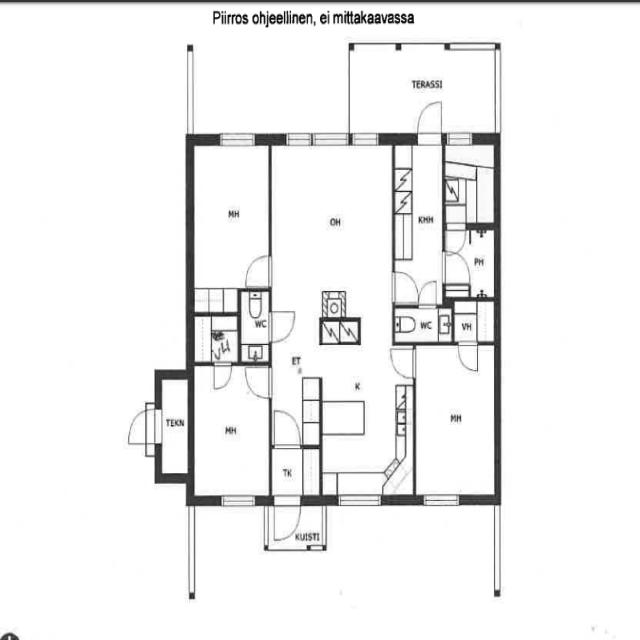 Piirros ohjeellinen, ei mittakaavassa
TERASSI
MH
OH
KHH
PH
WC
WC
VH
VH
ET
K
TEKN
MH
MH
TK
KUISTI